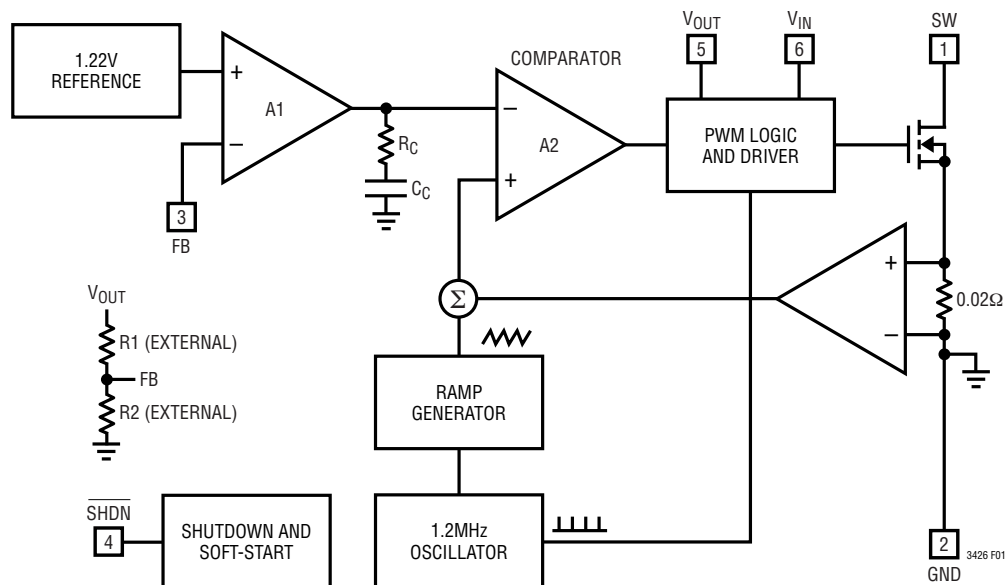 1.22V
REFERENCE
+
−
A1
3
FB
RC
CC
COMPARATOR
−
+
A2
VOUT
5
VIN
6
PWM LOGIC
AND DRIVER
SW
1
+
−
0.02Ω
Σ
VOUT
R1 (EXTERNAL)
FB
R2 (EXTERNAL)
RAMP
GENERATOR
SHDN
4
SHUTDOWN AND
SOFT-START
1.2MHz
OSCILLATOR
2
GND
3426 F01